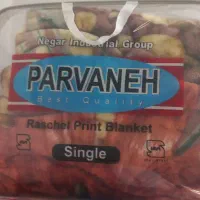 Negar Industrial Group
PARVANEH
Best Quality
Raschel Print Blanket
Single